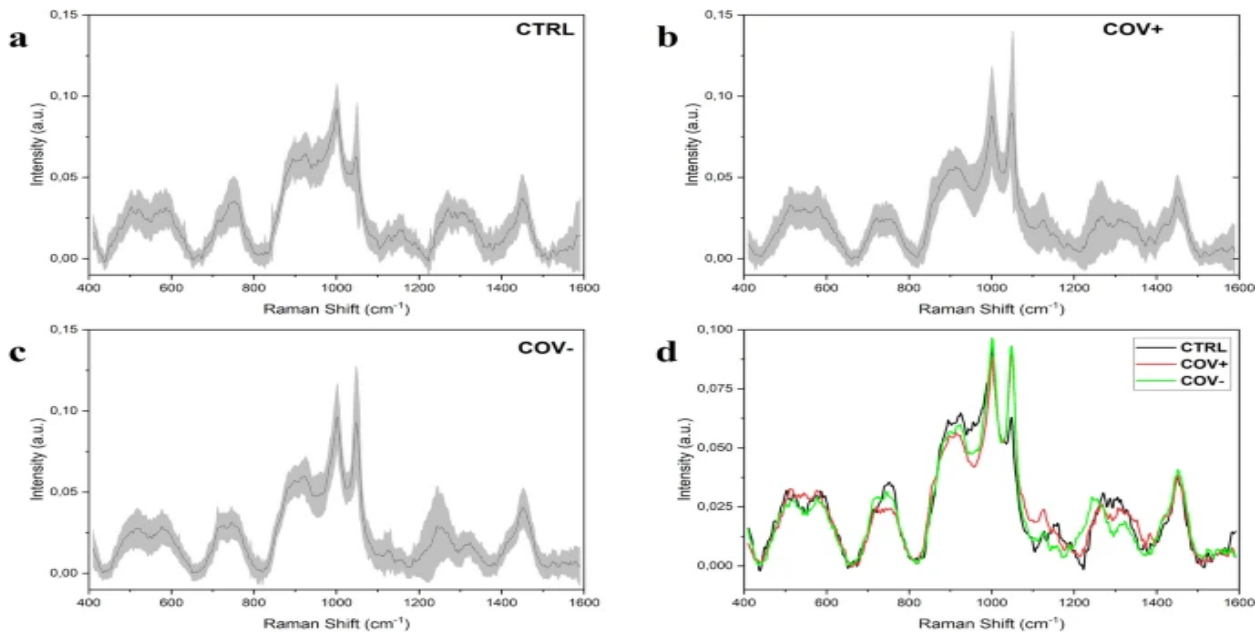 a
CTRL
0,15
0,10
0,05
0,00
Intensity (a.u.)
400 600 800 1000 1200 1400 1600
Raman Shift (cm⁻¹)
b
COV+
0,15
0,10
0,05
0,00
Intensity (a.u.)
400 600 800 1000 1200 1400 1600
Raman Shift (cm⁻¹)
c
COV-
0,15
0,10
0,05
0,00
Intensity (a.u.)
400 600 800 1000 1200 1400 1600
Raman Shift (cm⁻¹)
d
CTRL
COV+
COV-
0,100
0,075
0,050
0,025
0,000
Intensity (a.u.)
400 600 800 1000 1200 1400 1600
Raman Shift (cm⁻¹)